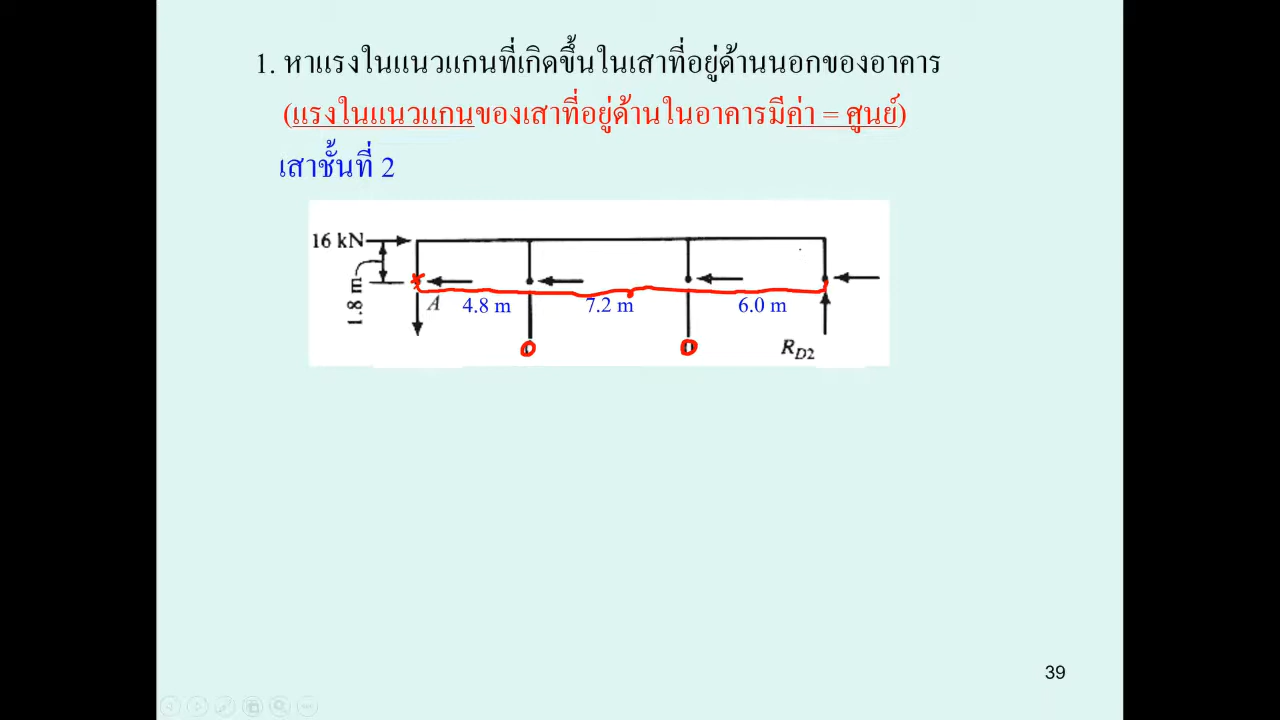 1. หาแรงในแนวแกนที่เกิดขึ้นในเสาที่อยู่ด้านนอกของอาคาร
(แรงในแนวแกนของเสาที่อยู่ด้านในอาคารมีค่า = ศูนย์)
เสาชั้นที่ 2
16 kN
1.8 m
A
4.8 m
7.2 m
6.0 m
0
0
RD2
39